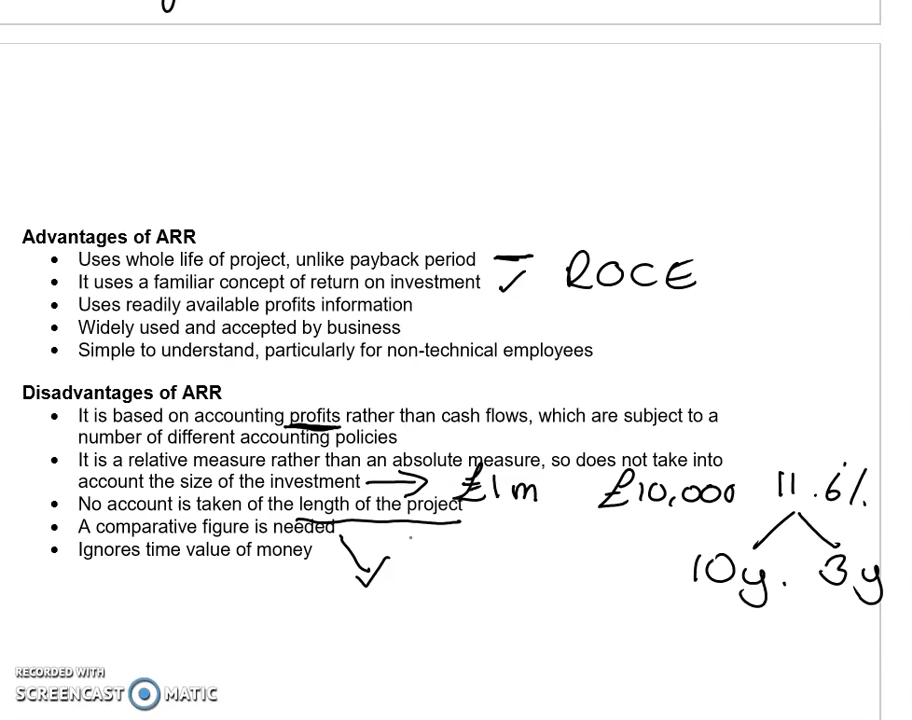 Advantages of ARR
• Uses whole life of project, unlike payback period
• It uses a familiar concept of return on investment ROCE
• Uses readily available profits information
• Widely used and accepted by business
• Simple to understand, particularly for non-technical employees
Disadvantages of ARR
• It is based on accounting profits rather than cash flows, which are subject to a
number of different accounting policies
• It is a relative measure rather than an absolute measure, so does not take into
account the size of the investment → £1m £10,000 11.6%
• No account is taken of the length of the project
• A comparative figure is needed
• Ignores time value of money
10y. 3y
RECORDED WITH
SCREENCAST MATIC